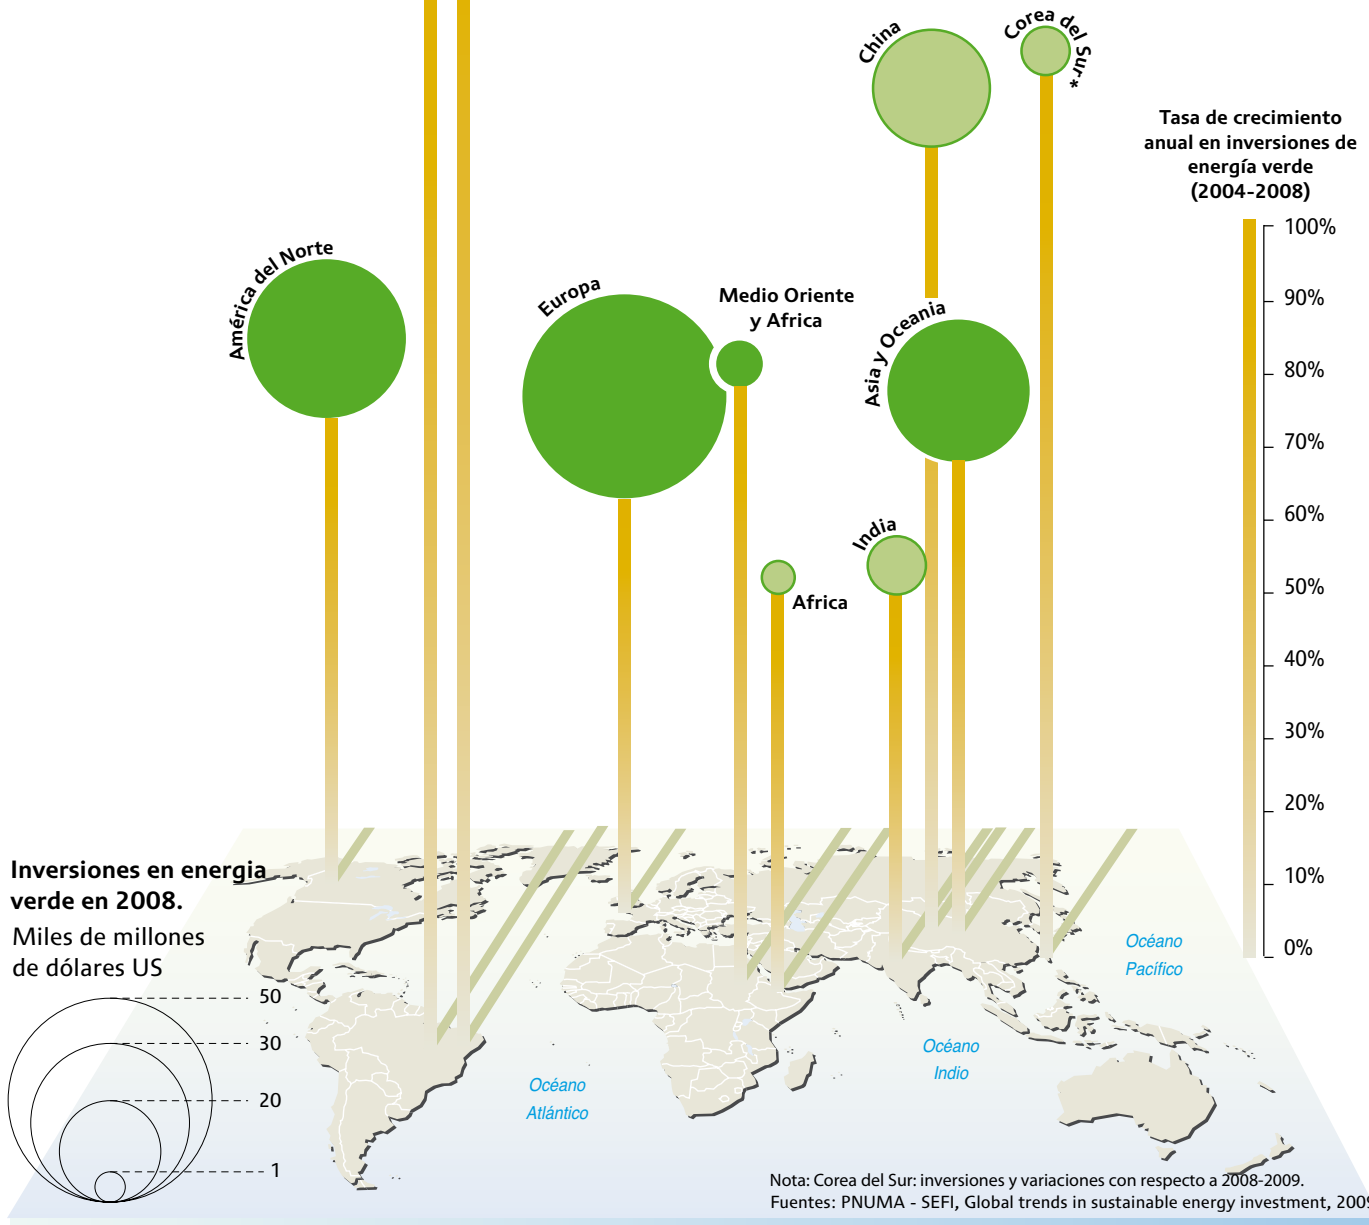 China
Corea del Sur*
Tasa de crecimiento
anual en inversiones de
energía verde
(2004-2008)
100%
90%
80%
70%
60%
50%
40%
30%
20%
10%
0%
América del Norte
Europa
Medio Oriente
y Africa
Asia y Oceania
India
Africa
Inversiones en energia
verde en 2008.
Miles de millones
de dólares US
50
30
20
1
Océano
Pacífico
Océano
Indio
Océano
Atlántico
Nota: Corea del Sur: inversiones y variaciones con respecto a 2008-2009.
Fuentes: PNUMA - SEFI, Global trends in sustainable energy investment, 2009